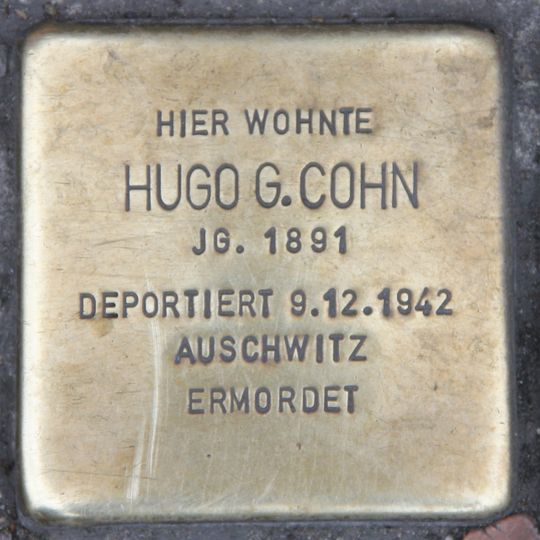 HIER WOHNTE
HUGO G. COHN
JG. 1891
DEPORTIERT 9.12.1942
AUSCHWITZ
ERMORDET